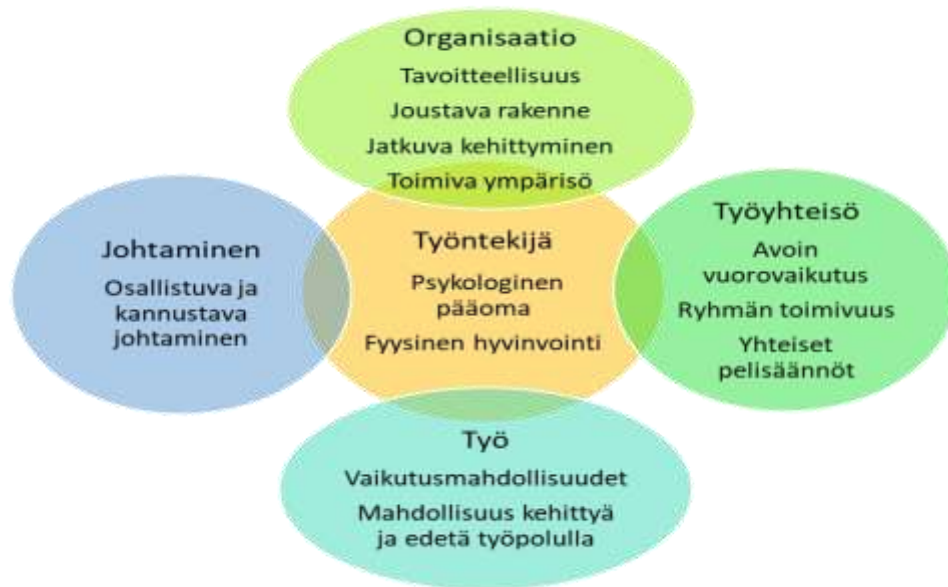 Organisaatio
Tavoitteellisuus
Joustava rakenne
Jatkuva kehittyminen
Toimiva ympärisö
Johtaminen
Osallistuva ja
kannustava
johtaminen
Työntekijä
Psykologinen
pääoma
Fyysinen hyvinvointi
Työyhteisö
Avoin
vuorovaikutus
Ryhmän toimivuus
Yhteiset
pelisäännöt
Työ
Vaikutusmahdollisuudet
Mahdollisuus kehittyä
ja edetä työpolulla